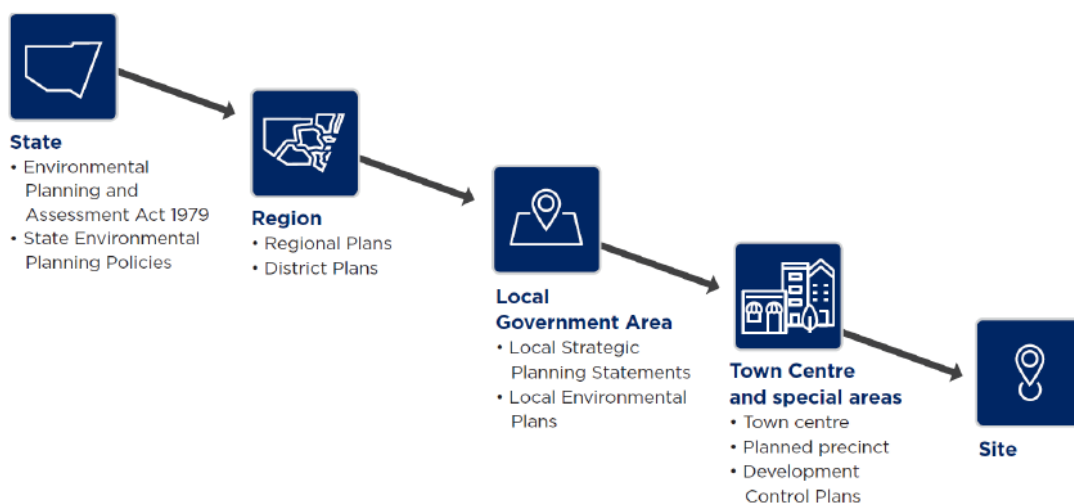 State
• Environmental
Planning and
Assessment Act 1979
• State Environmental
Planning Policies
Region
• Regional Plans
• District Plans
Local
Government Area
• Local Strategic
Planning Statements
• Local Environmental
Plans
Town Centre
and special areas
• Town centre
• Planned precinct
• Development
Control Plans
Site